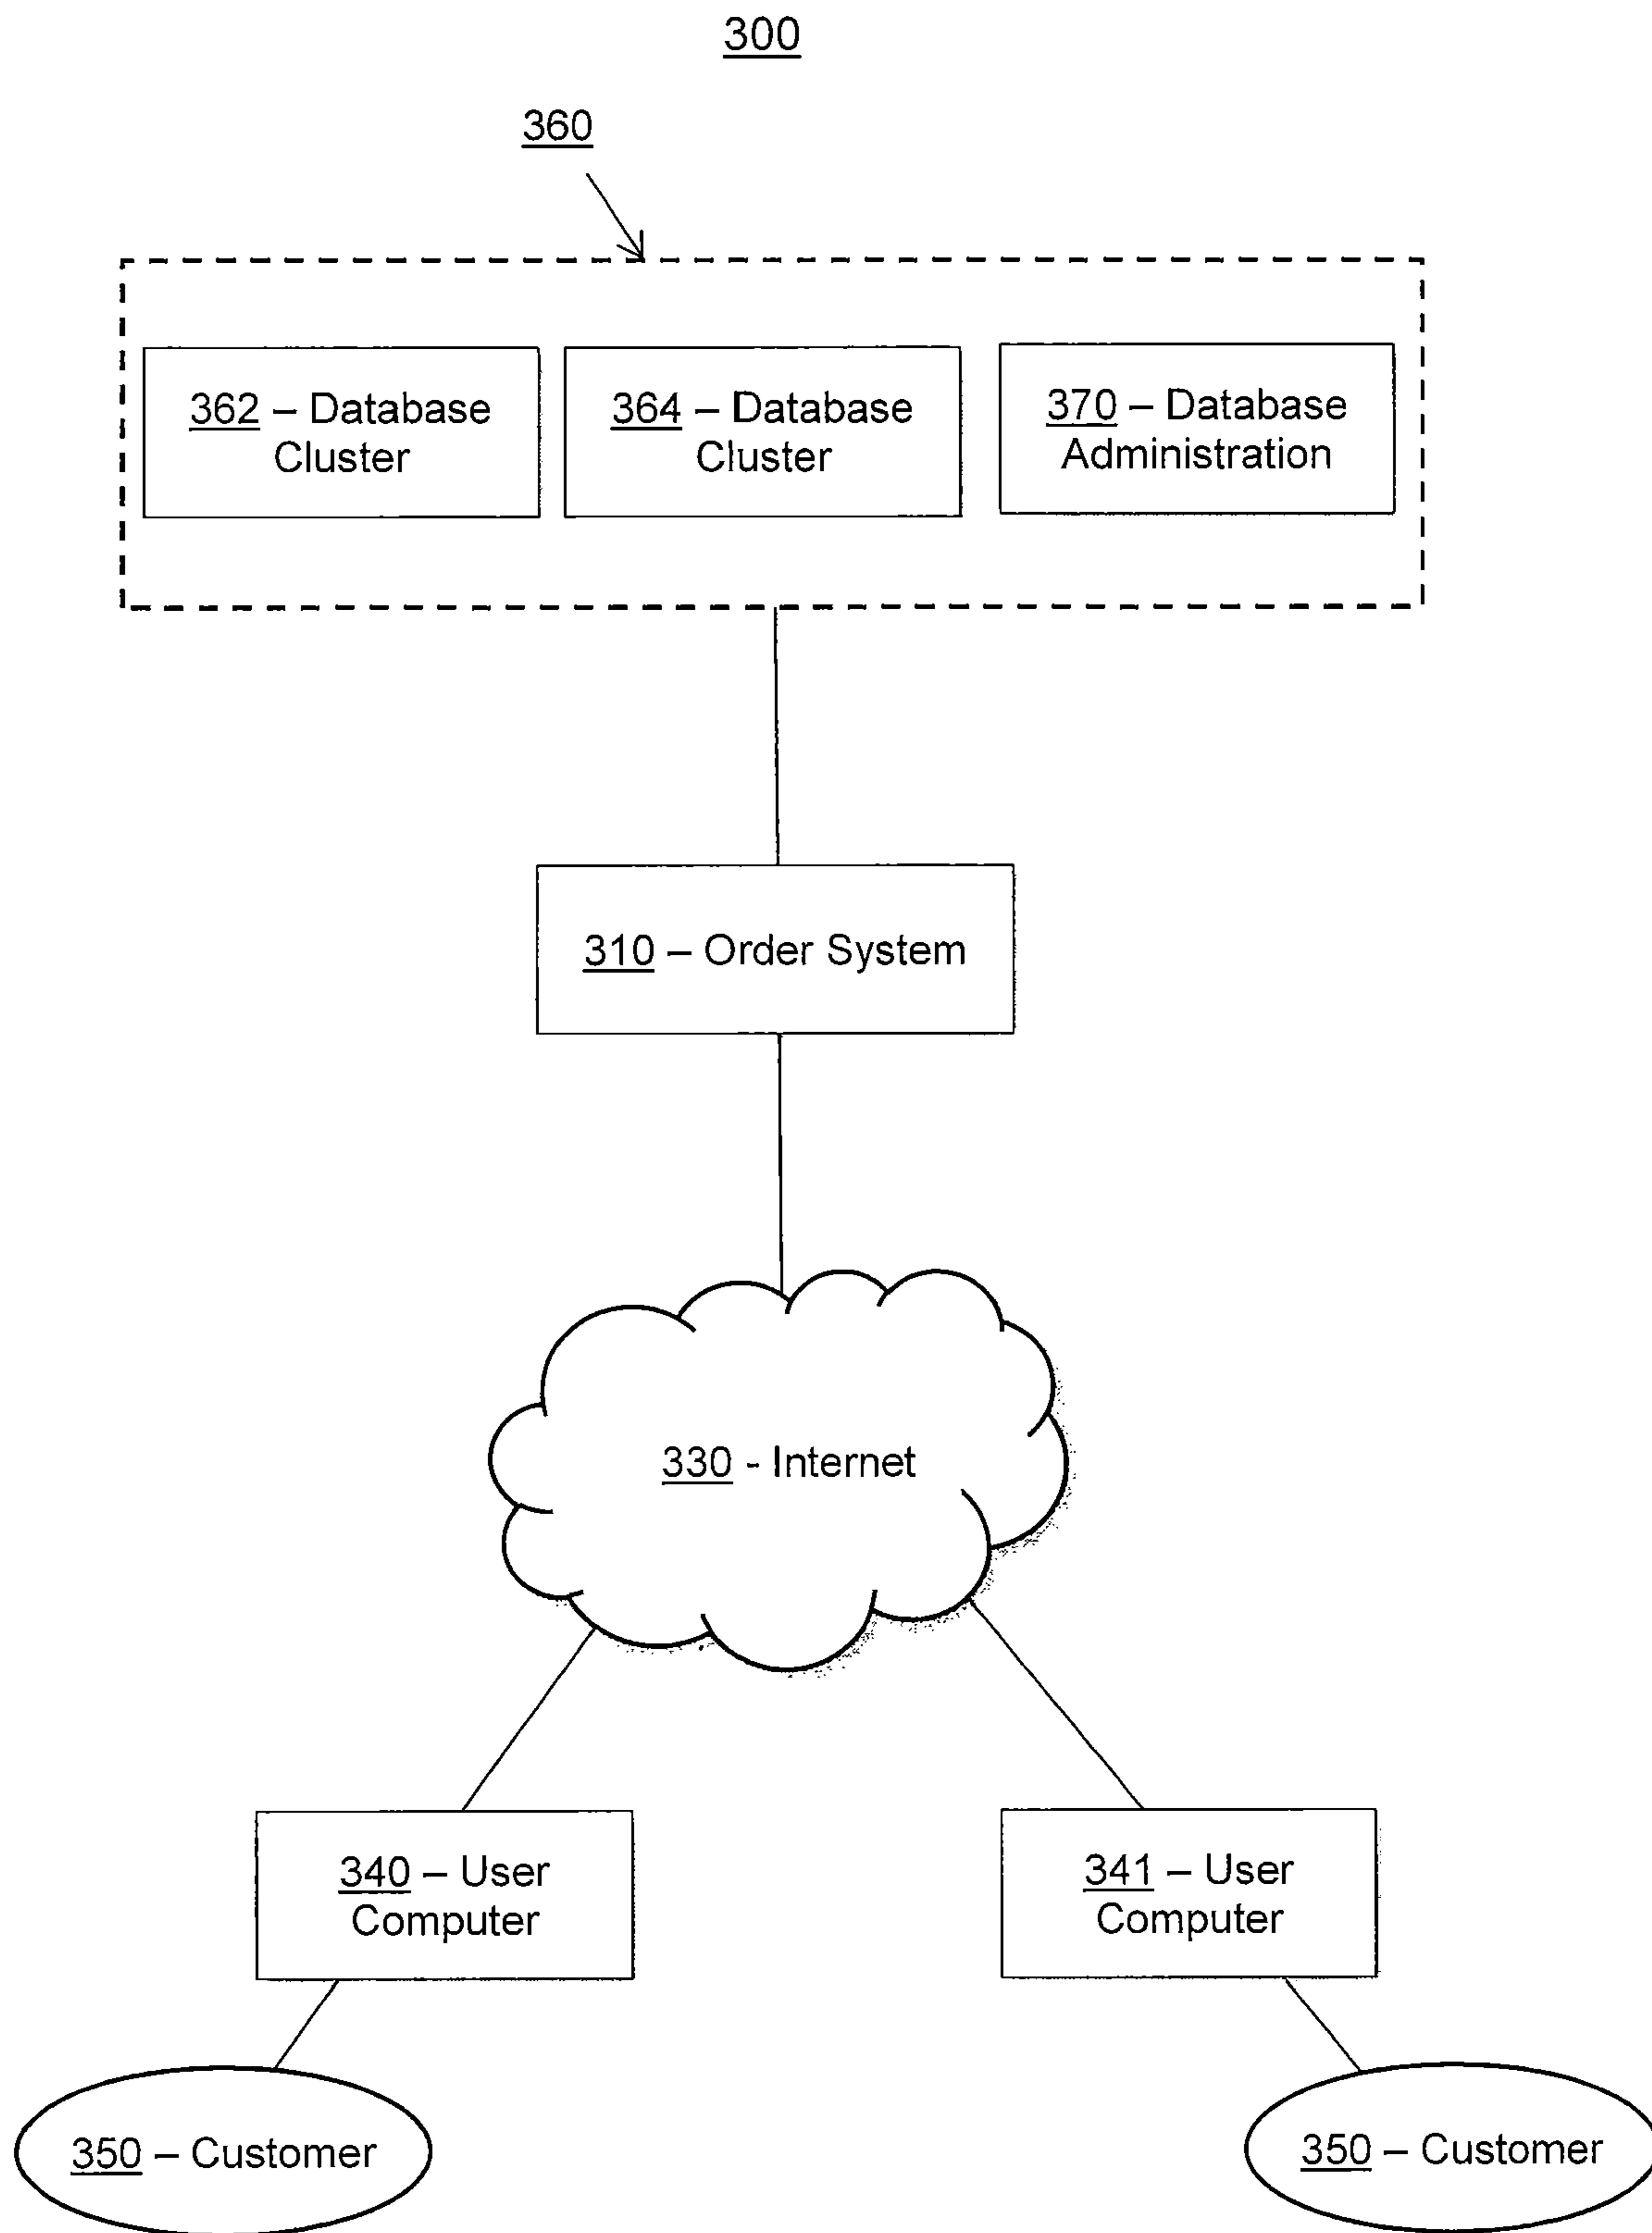 300
360
362 – Database
Cluster
364 – Database
Cluster
370 – Database
Administration
310 – Order System
330 - Internet
340 – User
Computer
341 – User
Computer
350 – Customer
350 – Customer